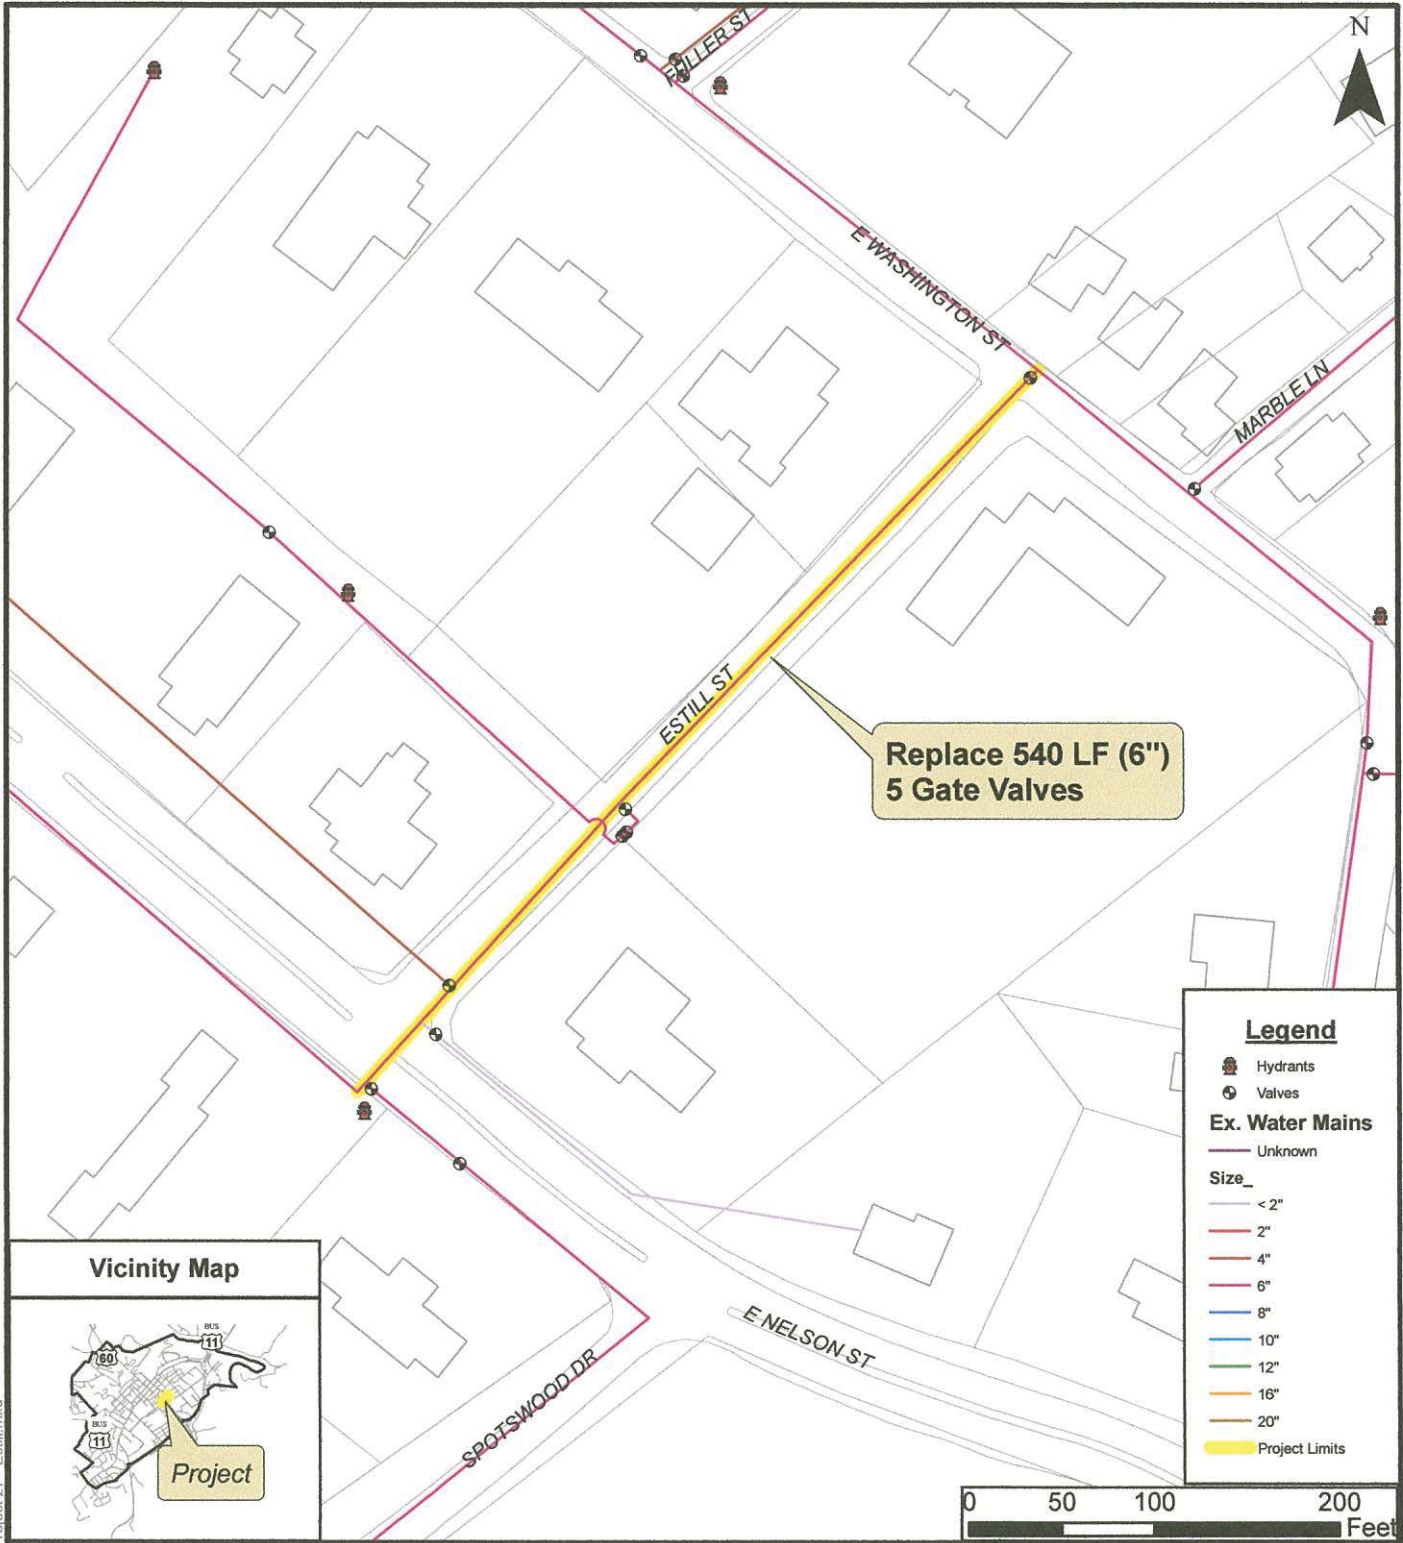 N
FULLER ST
E WASHINGTON ST
MARBLE LN
ESTILL ST
Replace 540 LF (6")
5 Gate Valves
E NELSON ST
SPOTSWOOD DR
Legend
Hydrants
Valves
Ex. Water Mains
Unknown
Size_
< 2"
2"
4"
6"
8"
10"
12"
16"
20"
Project Limits
Vicinity Map
60
BUS
11
BUS
11
Project
0 50 100 200
Feet